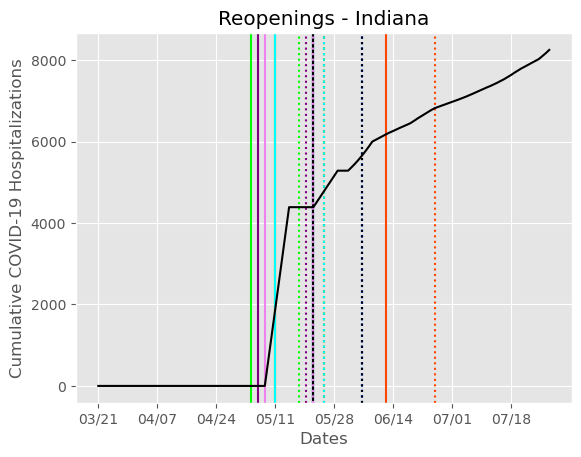 Reopenings - Indiana
Cumulative COVID-19 Hospitalizations
8000
6000
4000
2000
0
03/21 04/07 04/24 05/11 05/28 06/14 07/01 07/18
Dates